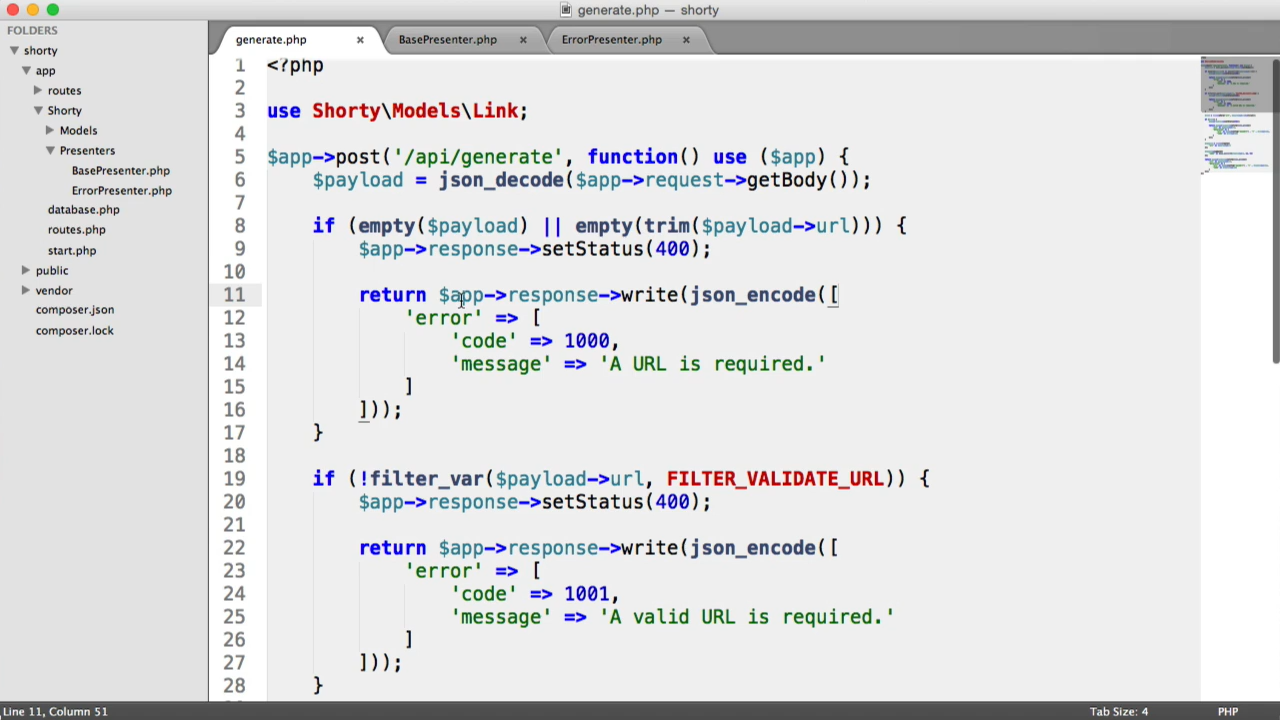 generate.php — shorty
FOLDERS
shorty
app
routes
Shorty
Models
Presenters
BasePresenter.php
ErrorPresenter.php
database.php
routes.php
start.php
public
vendor
composer.json
composer.lock
generate.php × BasePresenter.php × ErrorPresenter.php ×
1 <?php
2
3 use Shorty\Models\Link;
4
5 $app->post('/api/generate', function() use ($app) {
6     $payload = json_decode($app->request->getBody());
7
8     if (empty($payload) || empty(trim($payload->url))) {
9         $app->response->setStatus(400);
10
11         return $app->response->write(json_encode([
12             'error' => [
13                 'code' => 1000,
14                 'message' => 'A URL is required.'
15             ]
16         ]));
17     }
18
19     if (!filter_var($payload->url, FILTER_VALIDATE_URL)) {
20         $app->response->setStatus(400);
21
22         return $app->response->write(json_encode([
23             'error' => [
24                 'code' => 1001,
25                 'message' => 'A valid URL is required.'
26             ]
27         ]));
28     }
Line 11, Column 51
Tab Size: 4 PHP